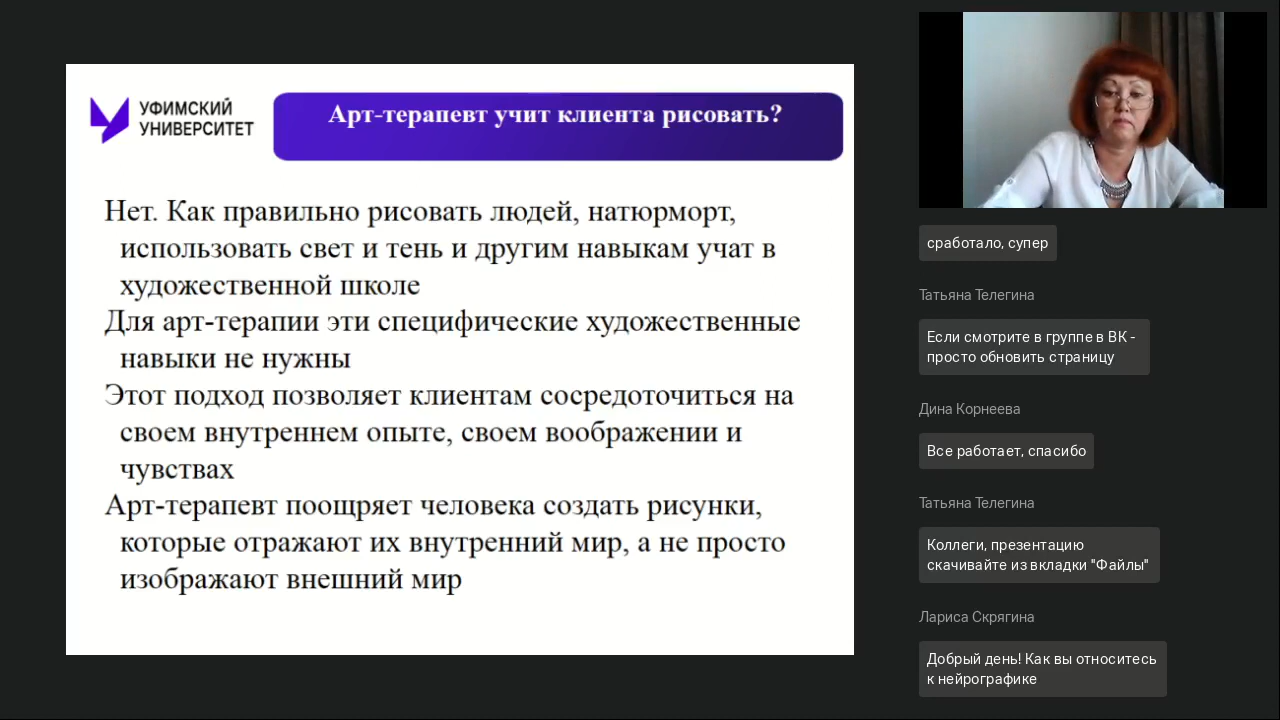 УФИМСКИЙ
УНИВЕРСИТЕТ
Арт-терапевт учит клиента рисовать?
Нет. Как правильно рисовать людей, натюрморт,
использовать свет и тень и другим навыкам учат в
художественной школе
Для арт-терапии эти специфические художественные
навыки не нужны
Этот подход позволяет клиентам сосредоточиться на
своем внутреннем опыте, своем воображении и
чувствах
Арт-терапевт поощряет человека создать рисунки,
которые отражают их внутренний мир, а не просто
изображают внешний мир
сработало, супер
Татьяна Телегина
Если смотрите в группе в ВК -
просто обновить страницу
Дина Корнеева
Все работает, спасибо
Татьяна Телегина
Коллеги, презентацию
скачивайте из вкладки "Файлы"
Лариса Скрягина
Добрый день! Как вы относитесь
к нейрографике